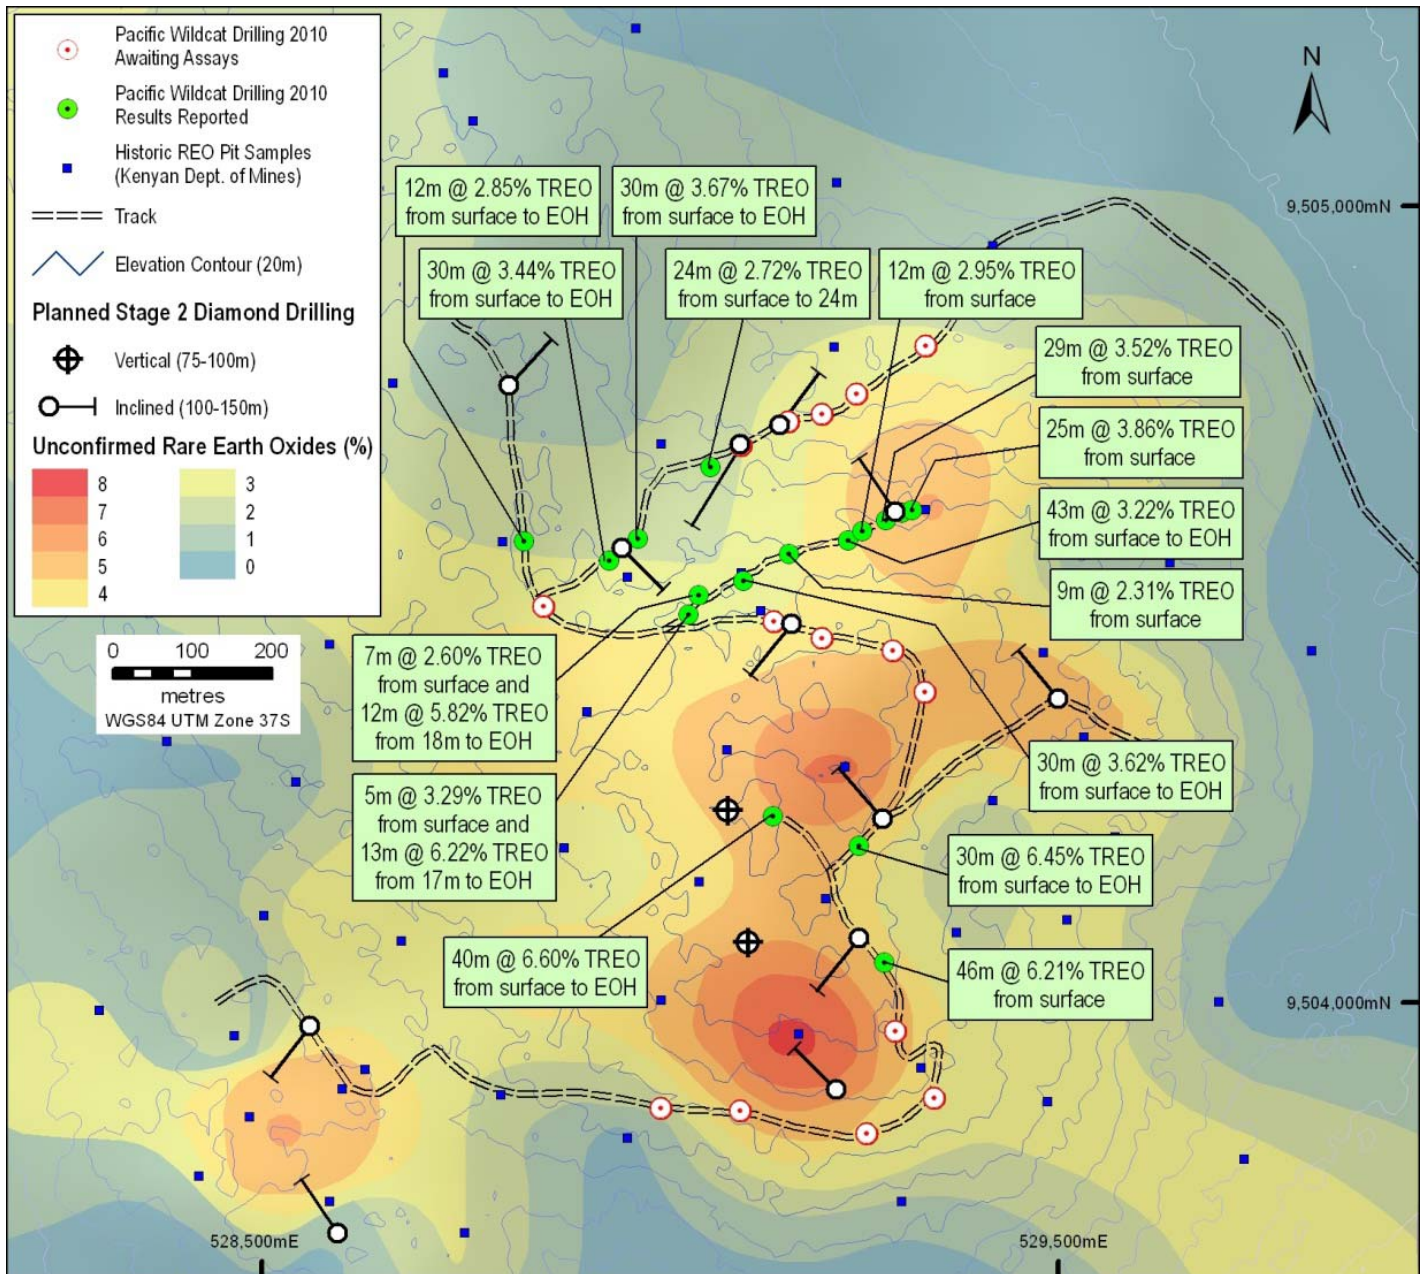 Pacific Wildcat Drilling 2010
Awaiting Assays
Pacific Wildcat Drilling 2010
Results Reported
Historic REO Pit Samples
(Kenyan Dept. of Mines)
Track
Elevation Contour (20m)
Planned Stage 2 Diamond Drilling
Vertical (75-100m)
Inclined (100-150m)
Unconfirmed Rare Earth Oxides (%)
8
7
6
5
4
3
2
1
0
0 100 200
metres
WGS84 UTM Zone 37S
N
9,505,000mN
12m @ 2.85% TREO
from surface to EOH
30m @ 3.67% TREO
from surface to EOH
30m @ 3.44% TREO
from surface to EOH
24m @ 2.72% TREO
from surface to 24m
12m @ 2.95% TREO
from surface
29m @ 3.52% TREO
from surface
25m @ 3.86% TREO
from surface
43m @ 3.22% TREO
from surface to EOH
9m @ 2.31% TREO
from surface
7m @ 2.60% TREO
from surface and
12m @ 5.82% TREO
from 18m to EOH
30m @ 3.62% TREO
from surface to EOH
5m @ 3.29% TREO
from surface and
13m @ 6.22% TREO
from 17m to EOH
30m @ 6.45% TREO
from surface to EOH
40m @ 6.60% TREO
from surface to EOH
46m @ 6.21% TREO
from surface
9,504,000mN
528,500mE
529,500mE